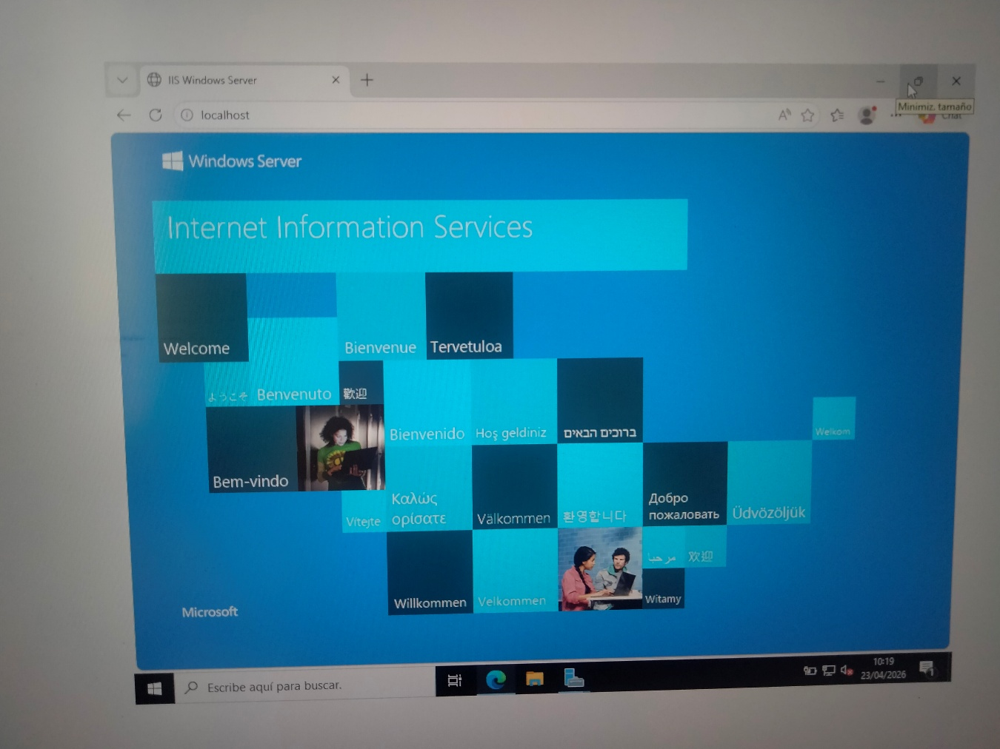 IIS Windows Server
localhost
Minimiz. tamaño
Windows Server
Internet Information Services
Welcome
Bienvenue
Tervetuloa
ようこそ
Benvenuto
歡迎
Bienvenido
Hoş geldiniz
ברוכים הבאים
Welkom
Bem-vindo
Vítejte
Καλώς
ορίσατε
Välkommen
환영합니다
Добро
пожаловать
Üdvözöljük
Willkommen
Velkommen
مرحبا
欢迎
Witamy
Microsoft
Escribe aquí para buscar.
10:19
23/04/2026
1